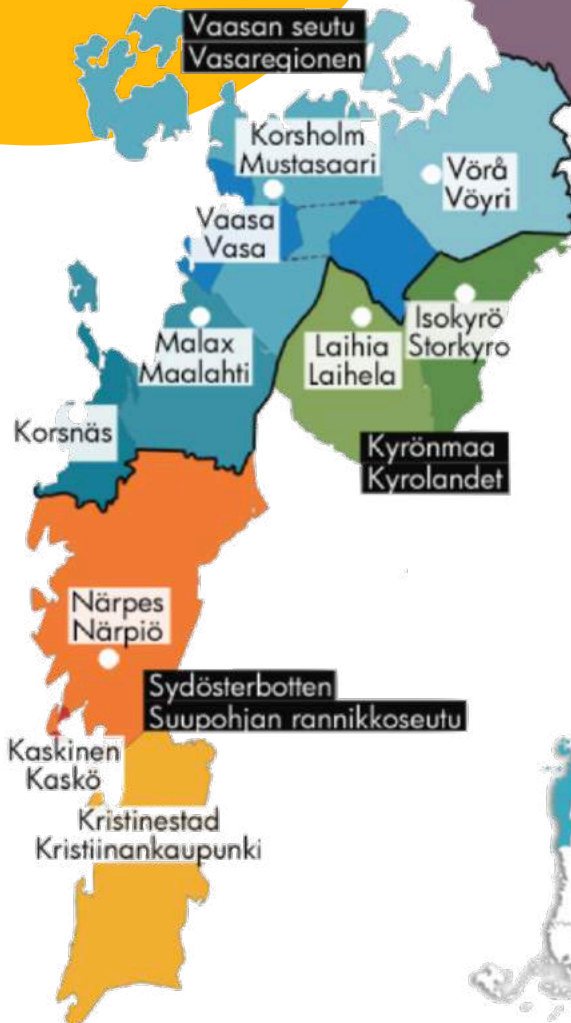 Vaasan seutu
Vasaregionen
Korsholm
Mustasaari
Vörå
Vöyri
Vaasa
Vasa
Malax
Maalahti
Laihia
Laihela
Isokyrö
Storkyro
Korsnäs
Kyrönmaa
Kyrolandet
Närpes
Närpiö
Sydösterbotten
Suupohjan rannikkoseutu
Kaskinen
Kaskö
Kristinestad
Kristiinankaupunki